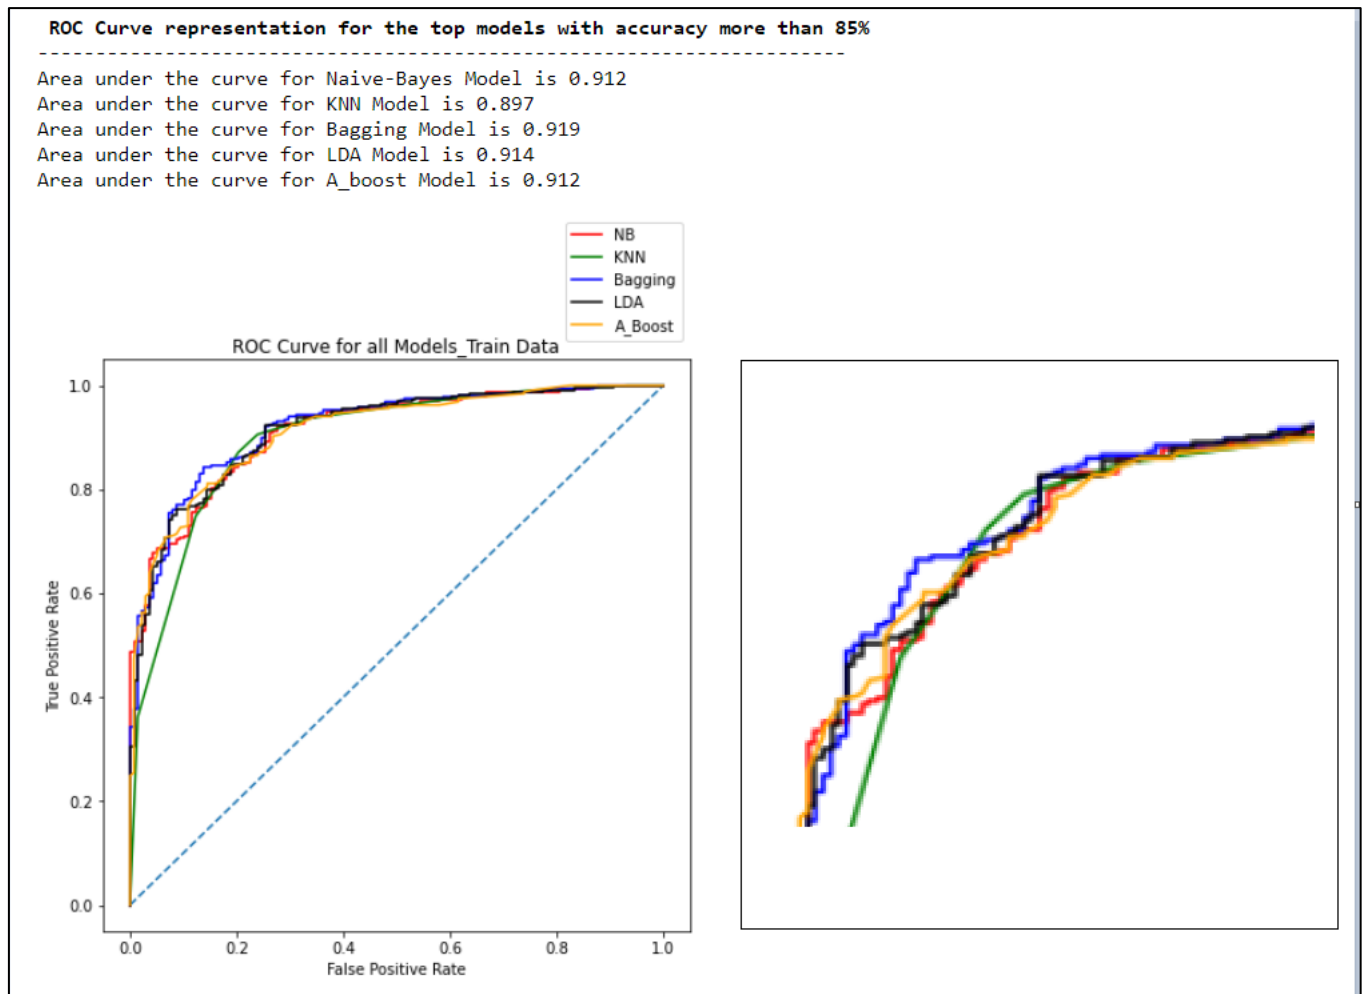 ROC Curve representation for the top models with accuracy more than 85%
----------------------------------------------------------------------
Area under the curve for Naive-Bayes Model is 0.912
Area under the curve for KNN Model is 0.897
Area under the curve for Bagging Model is 0.919
Area under the curve for LDA Model is 0.914
Area under the curve for A_boost Model is 0.912
NB
KNN
Bagging
LDA
A_Boost
ROC Curve for all Models_Train Data
1.0
0.8
0.6
0.4
0.2
0.0
True Positive Rate
0.0 0.2 0.4 0.6 0.8 1.0
False Positive Rate